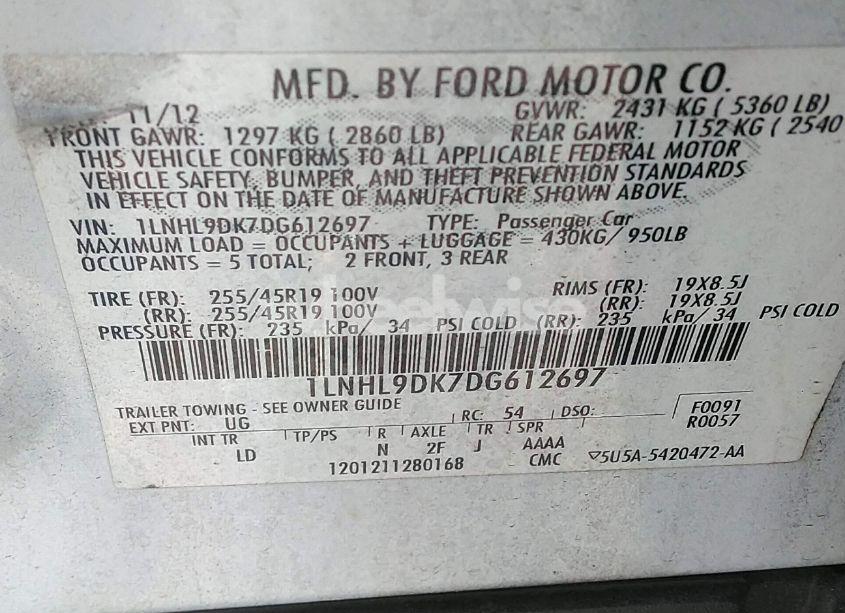 MFD. BY FORD MOTOR CO.
11/12 GVWR: 2431 KG ( 5360 LB)
FRONT GAWR: 1297 KG ( 2860 LB) REAR GAWR: 1152 KG ( 2540
THIS VEHICLE CONFORMS TO ALL APPLICABLE FEDERAL MOTOR
VEHICLE SAFETY, BUMPER, AND THEFT PREVENTION STANDARDS
IN EFFECT ON THE DATE OF MANUFACTURE SHOWN ABOVE.
VIN: 1LNHL9DK7DG612697 TYPE: Passenger Car
MAXIMUM LOAD = OCCUPANTS + LUGGAGE = 430KG/ 950LB
OCCUPANTS = 5 TOTAL; 2 FRONT, 3 REAR
TIRE (FR): 255/45R19 100V RIMS (FR): 19X8.5J
(RR): 255/45R19 100V (RR): 19X8.5J
PRESSURE (FR): 235 kPa/ 34 PSI COLD (RR): 235 kPa/ 34 PSI COLD
1LNHL9DK7DG612697
TRAILER TOWING - SEE OWNER GUIDE
EXT PNT: UG RC: 54 DSO: F0091
R0057
INT TR TP/PS R AXLE TR SPR
LD N 2F J AAAA
1201211280168 CMC ▽5U5A-5420472-AA